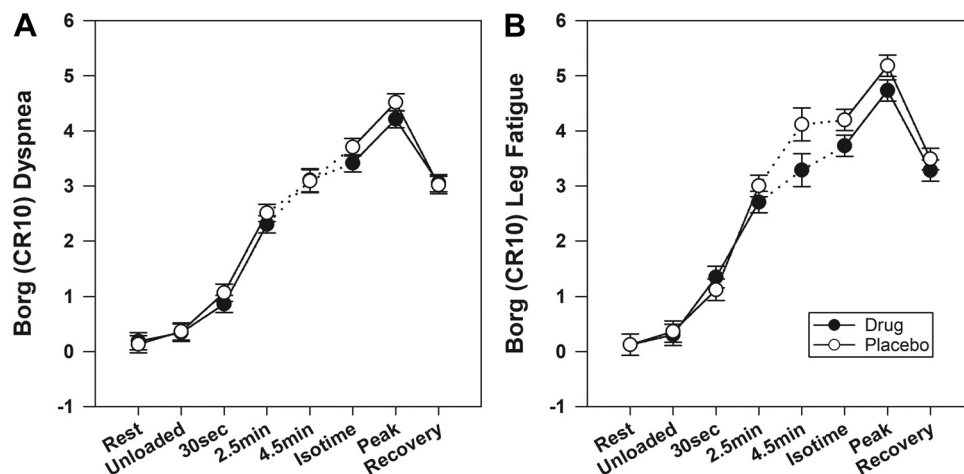 A
Borg (CR10) Dyspnea
6
5
4
3
2
1
0
-1
Rest
Unloaded
30sec
2.5min
4.5min
Isotime
Peak
Recovery
B
Borg (CR10) Leg Fatigue
6
5
4
3
2
1
0
-1
Drug
Placebo
Rest
Unloaded
30sec
2.5min
4.5min
Isotime
Peak
Recovery